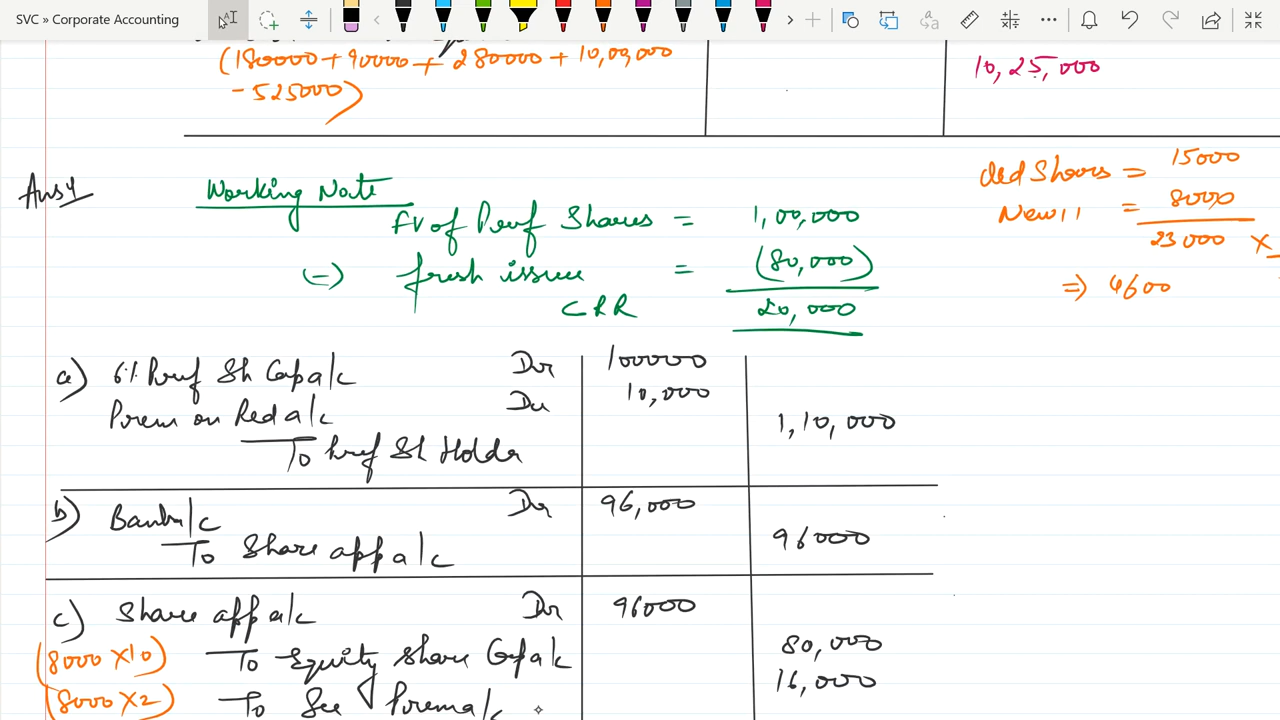 SVC » Corporate Accounting
(180000 + 90000 + 280000 + 10,00,000
- 525000)
10,25,000
Ans 4
Working Note
FV of Pref Shares = 1,00,000
(-) fresh issue = (80,000)
CRR 20,000
Old Shares = 15000
New 11 = 8000
23000 X
⇒ 4600
a) 6% Pref Sh Cap a/c Dr 100000
Prem on Red a/c Dr 10,000
To Pref Sh Holder 1,10,000
b) Bank a/c Dr 96,000
To Share app a/c 96000
c) Share app a/c Dr 96000
(8000 X 10) To Equity Share Cap a/c 80,000
(8000 X 2) To Sec Prem a/c 16,000